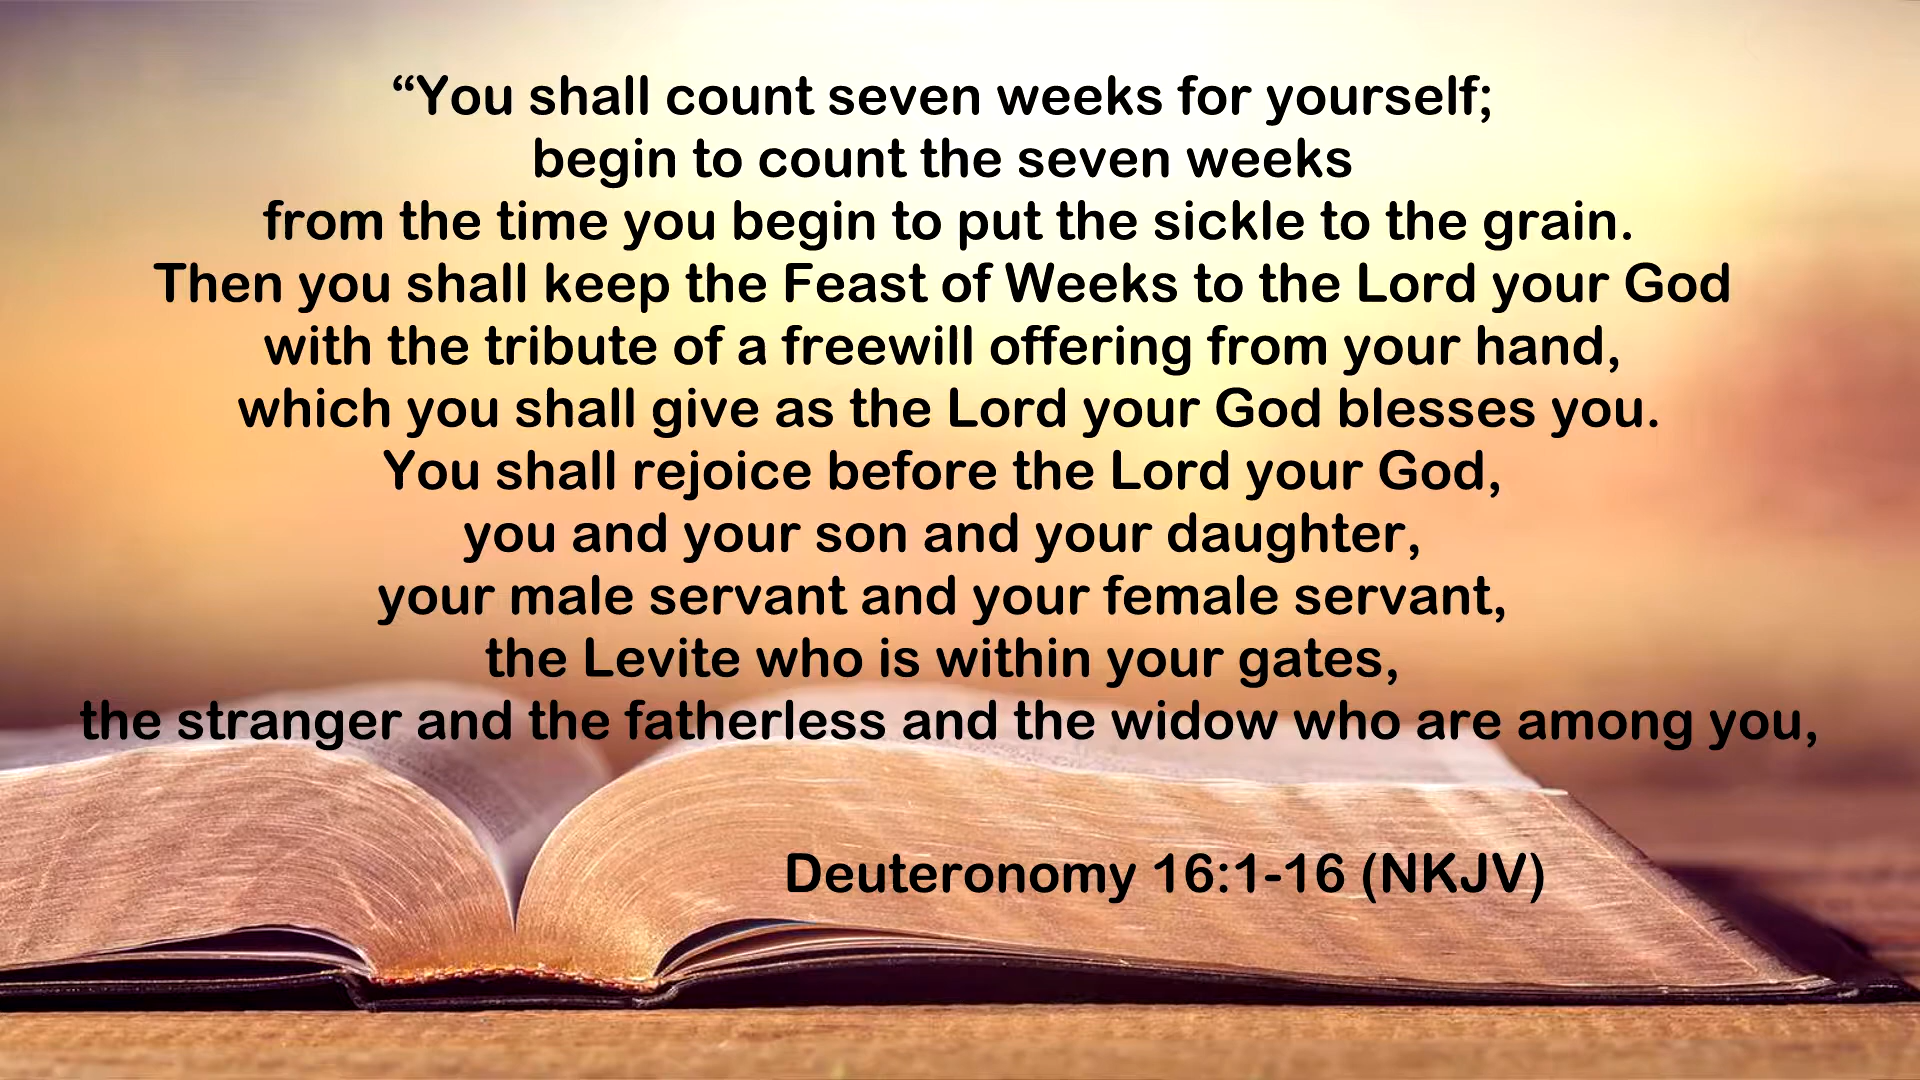 “You shall count seven weeks for yourself;
begin to count the seven weeks
from the time you begin to put the sickle to the grain.
Then you shall keep the Feast of Weeks to the Lord your God
with the tribute of a freewill offering from your hand,
which you shall give as the Lord your God blesses you.
You shall rejoice before the Lord your God,
you and your son and your daughter,
your male servant and your female servant,
the Levite who is within your gates,
the stranger and the fatherless and the widow who are among you,
Deuteronomy 16:1-16 (NKJV)